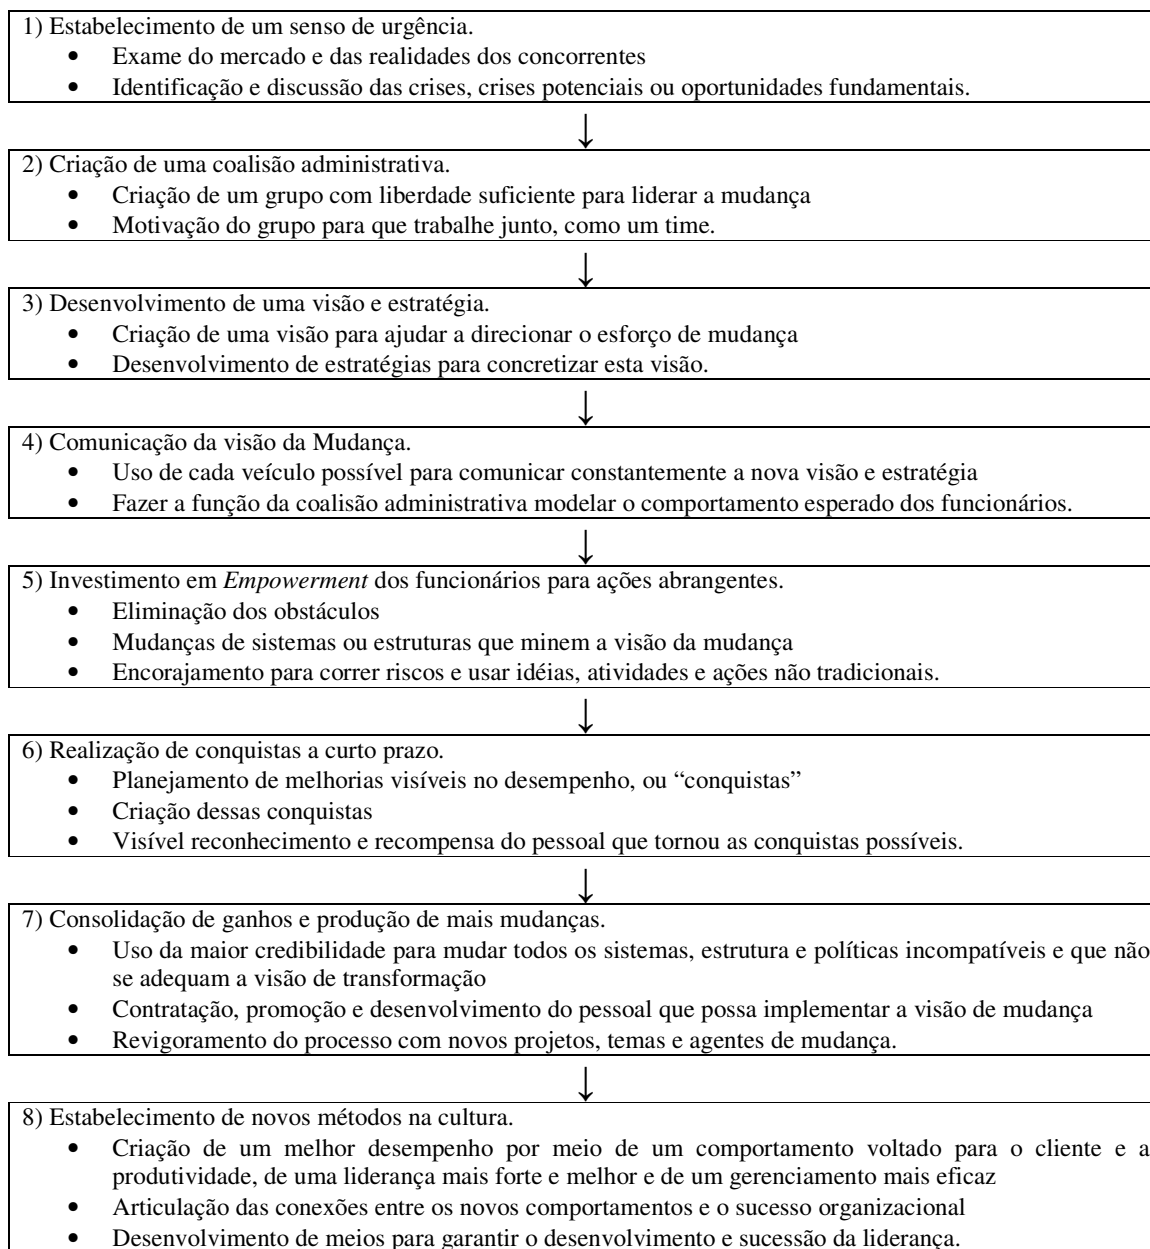 1) Estabelecimento de um senso de urgência.
• Exame do mercado e das realidades dos concorrentes
• Identificação e discussão das crises, crises potenciais ou oportunidades fundamentais.
↓
2) Criação de uma coalisão administrativa.
• Criação de um grupo com liberdade suficiente para liderar a mudança
• Motivação do grupo para que trabalhe junto, como um time.
↓
3) Desenvolvimento de uma visão e estratégia.
• Criação de uma visão para ajudar a direcionar o esforço de mudança
• Desenvolvimento de estratégias para concretizar esta visão.
↓
4) Comunicação da visão da Mudança.
• Uso de cada veículo possível para comunicar constantemente a nova visão e estratégia
• Fazer a função da coalisão administrativa modelar o comportamento esperado dos funcionários.
↓
5) Investimento em Empowerment dos funcionários para ações abrangentes.
• Eliminação dos obstáculos
• Mudanças de sistemas ou estruturas que minem a visão da mudança
• Encorajamento para correr riscos e usar idéias, atividades e ações não tradicionais.
↓
6) Realização de conquistas a curto prazo.
• Planejamento de melhorias visíveis no desempenho, ou “conquistas”
• Criação dessas conquistas
• Visível reconhecimento e recompensa do pessoal que tornou as conquistas possíveis.
↓
7) Consolidação de ganhos e produção de mais mudanças.
• Uso da maior credibilidade para mudar todos os sistemas, estrutura e políticas incompatíveis e que não
se adequam a visão de transformação
• Contratação, promoção e desenvolvimento do pessoal que possa implementar a visão de mudança
• Revigoramento do processo com novos projetos, temas e agentes de mudança.
↓
8) Estabelecimento de novos métodos na cultura.
• Criação de um melhor desempenho por meio de um comportamento voltado para o cliente e a
produtividade, de uma liderança mais forte e melhor e de um gerenciamento mais eficaz
• Articulação das conexões entre os novos comportamentos e o sucesso organizacional
• Desenvolvimento de meios para garantir o desenvolvimento e sucessão da liderança.